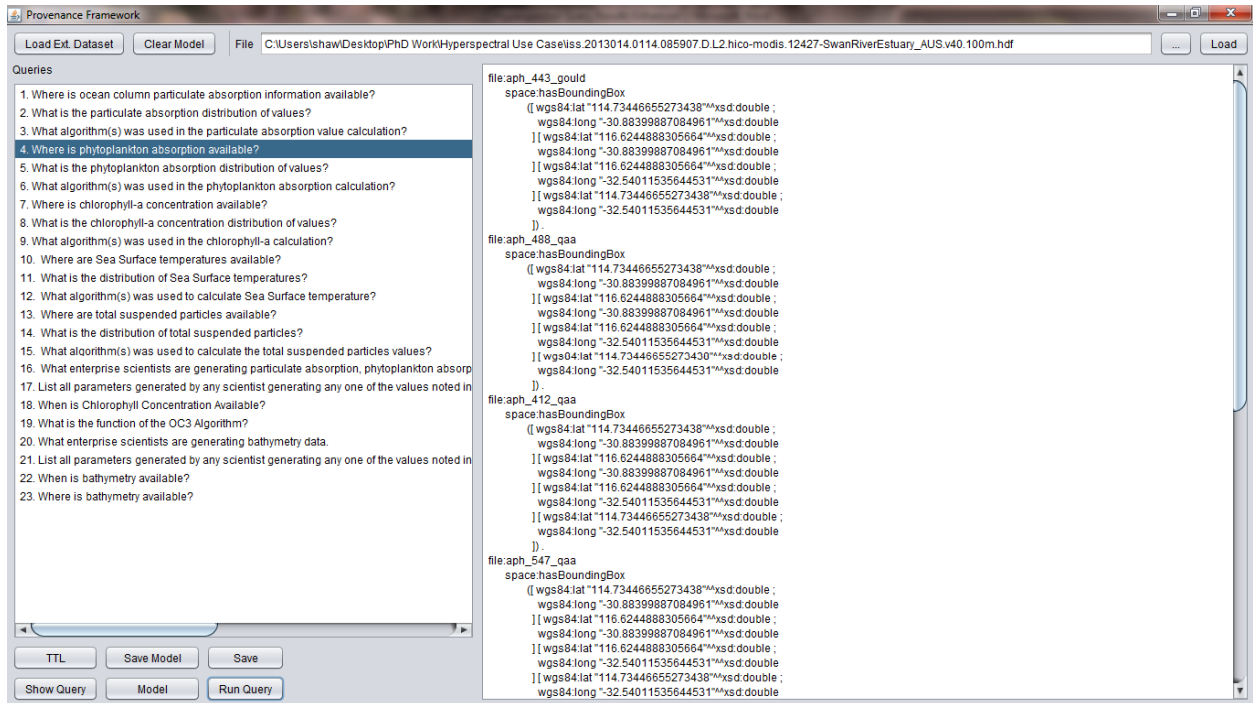 Provenance Framework
Load Ext. Dataset
Clear Model
File
C:\Users\shaw\Desktop\PhD Work\Hyperspectral Use Case\iss.2013014.0114.085907.D.L2.hico-modis.12427-SwanRiverEstuary_AUS.v40.100m.hdf
...
Load
Queries
1. Where is ocean column particulate absorption information available?
2. What is the particulate absorption distribution of values?
3. What algorithm(s) was used in the particulate absorption value calculation?
4. Where is phytoplankton absorption available?
5. What is the phytoplankton absorption distribution of values?
6. What algorithm(s) was used in the phytoplankton absorption calculation?
7. Where is chlorophyll-a concentration available?
8. What is the chlorophyll-a concentration distribution of values?
9. What algorithm(s) was used in the chlorophyll-a calculation?
10. Where are Sea Surface temperatures available?
11. What is the distribution of Sea Surface temperatures?
12. What algorithm(s) was used to calculate Sea Surface temperature?
13. Where are total suspended particles available?
14. What is the distribution of total suspended particles?
15. What algorithm(s) was used to calculate the total suspended particles values?
16. What enterprise scientists are generating particulate absorption, phytoplankton absorp
17. List all parameters generated by any scientist generating any one of the values noted in
18. When is Chlorophyll Concentration Available?
19. What is the function of the OC3 Algorithm?
20. What enterprise scientists are generating bathymetry data.
21. List all parameters generated by any scientist generating any one of the values noted in
22. When is bathymetry available?
23. Where is bathymetry available?
TTL
Save Model
Save
Show Query
Model
Run Query
file:aph_443_gould
space:hasBoundingBox
([ wgs84:lat "114.73446655273438"^^xsd:double ;
wgs84:long "-30.88399887084961"^^xsd:double
] [ wgs84:lat "116.6244888305664"^^xsd:double ;
wgs84:long "-30.88399887084961"^^xsd:double
] [ wgs84:lat "116.6244888305664"^^xsd:double ;
wgs84:long "-32.54011535644531"^^xsd:double
] [ wgs84:lat "114.73446655273438"^^xsd:double ;
wgs84:long "-32.54011535644531"^^xsd:double
]) .
file:aph_488_qaa
space:hasBoundingBox
([ wgs84:lat "114.73446655273438"^^xsd:double ;
wgs84:long "-30.88399887084961"^^xsd:double
] [ wgs84:lat "116.6244888305664"^^xsd:double ;
wgs84:long "-30.88399887084961"^^xsd:double
] [ wgs84:lat "116.6244888305664"^^xsd:double ;
wgs84:long "-32.54011535644531"^^xsd:double
] [ wgs84:lat "114.73446655273438"^^xsd:double ;
wgs84:long "-32.54011535644531"^^xsd:double
]) .
file:aph_412_qaa
space:hasBoundingBox
([ wgs84:lat "114.73446655273438"^^xsd:double ;
wgs84:long "-30.88399887084961"^^xsd:double
] [ wgs84:lat "116.6244888305664"^^xsd:double ;
wgs84:long "-30.88399887084961"^^xsd:double
] [ wgs84:lat "116.6244888305664"^^xsd:double ;
wgs84:long "-32.54011535644531"^^xsd:double
] [ wgs84:lat "114.73446655273438"^^xsd:double ;
wgs84:long "-32.54011535644531"^^xsd:double
]) .
file:aph_547_qaa
space:hasBoundingBox
([ wgs84:lat "114.73446655273438"^^xsd:double ;
wgs84:long "-30.88399887084961"^^xsd:double
] [ wgs84:lat "116.6244888305664"^^xsd:double ;
wgs84:long "-30.88399887084961"^^xsd:double
] [ wgs84:lat "116.6244888305664"^^xsd:double ;
wgs84:long "-32.54011535644531"^^xsd:double
] [ wgs84:lat "114.73446655273438"^^xsd:double ;
wgs84:long "-32.54011535644531"^^xsd:double